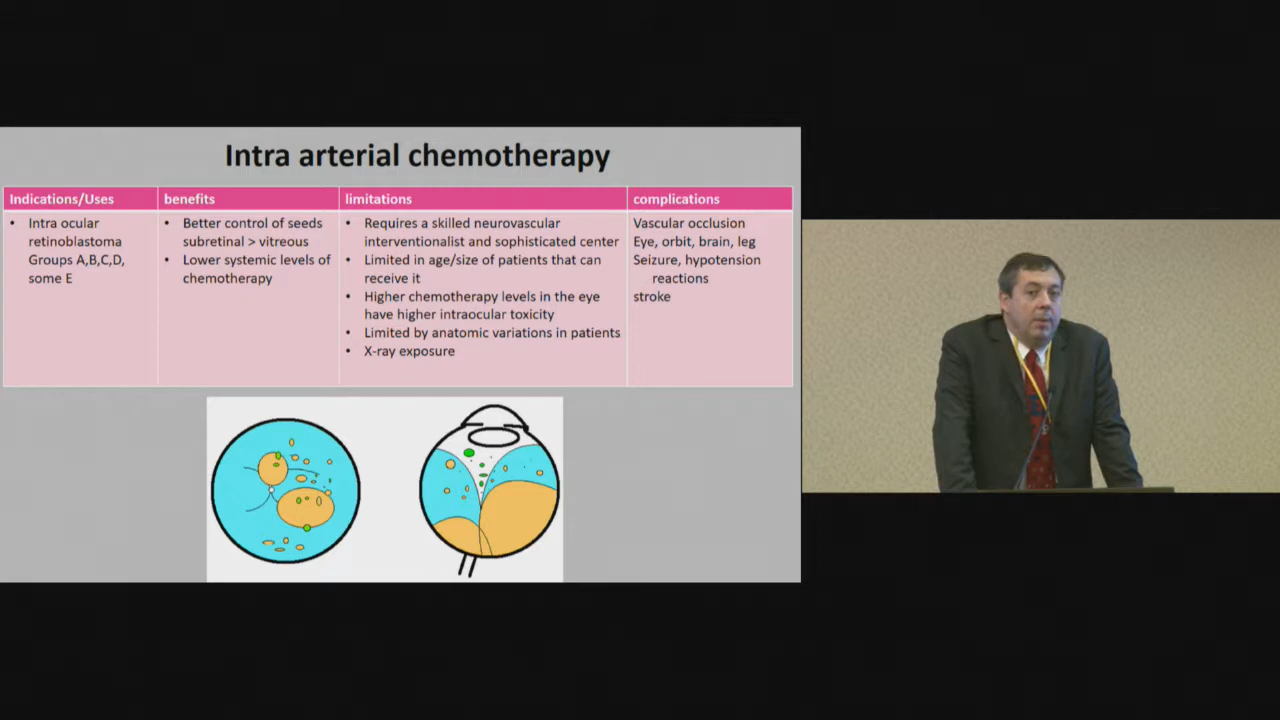 Intra arterial chemotherapy
Indications/Uses
benefits
limitations
complications
• Intra ocular
retinoblastoma
Groups A,B,C,D,
some E
• Better control of seeds
subretinal > vitreous
• Lower systemic levels of
chemotherapy
• Requires a skilled neurovascular
interventionalist and sophisticated center
• Limited in age/size of patients that can
receive it
• Higher chemotherapy levels in the eye
have higher intraocular toxicity
• Limited by anatomic variations in patients
• X-ray exposure
Vascular occlusion
Eye, orbit, brain, leg
Seizure, hypotension
reactions
stroke